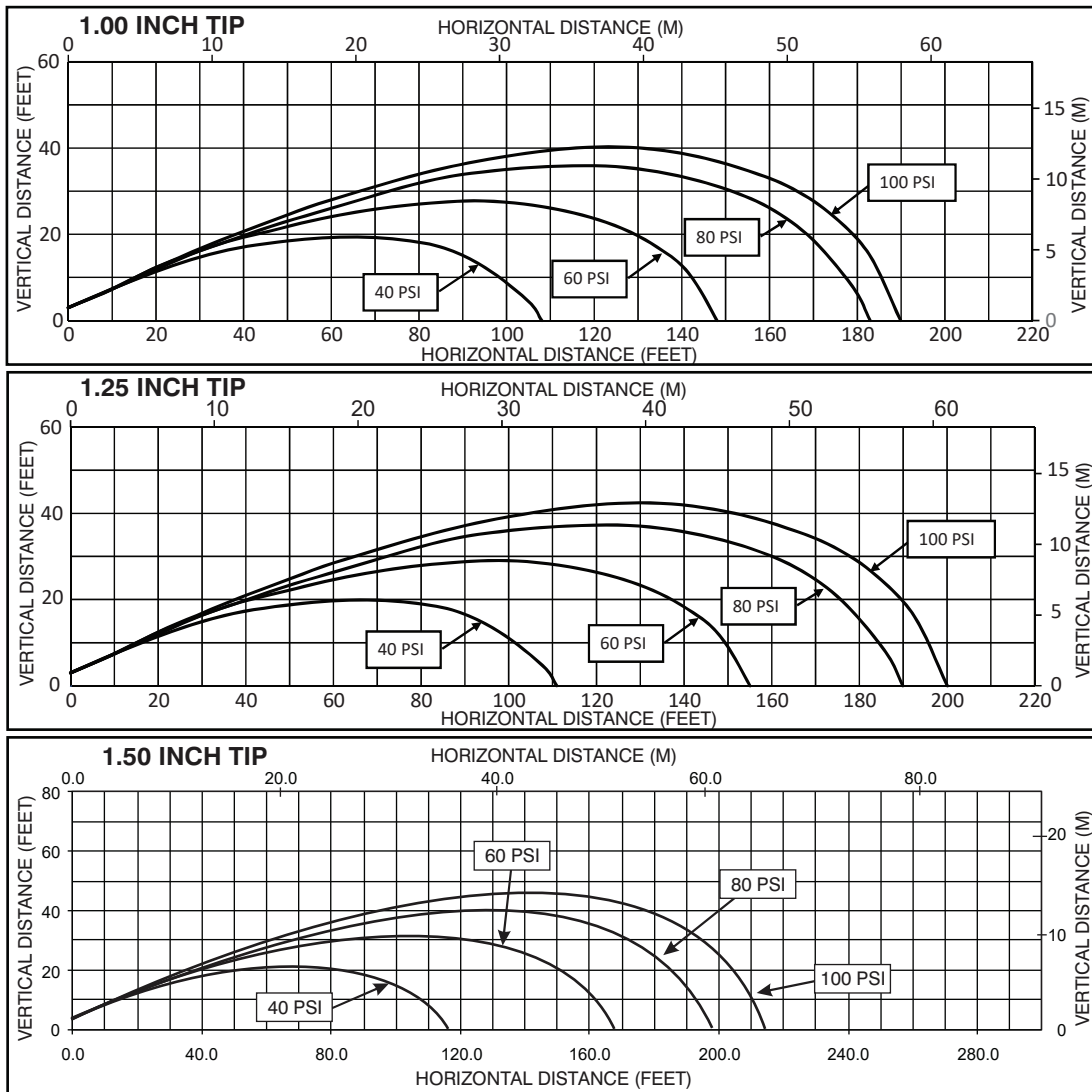 1.00 INCH TIP
HORIZONTAL DISTANCE (M)
0 10 20 30 40 50 60
VERTICAL DISTANCE (FEET)
60
40
20
0
100 PSI
80 PSI
60 PSI
40 PSI
15
10
5
0
VERTICAL DISTANCE (M)
0 20 40 60 80 100 120 140 160 180 200 220
HORIZONTAL DISTANCE (FEET)
1.25 INCH TIP
HORIZONTAL DISTANCE (M)
0 10 20 30 40 50 60
VERTICAL DISTANCE (FEET)
60
40
20
0
100 PSI
80 PSI
60 PSI
40 PSI
15
10
5
0
VERTICAL DISTANCE (M)
0 20 40 60 80 100 120 140 160 180 200 220
HORIZONTAL DISTANCE (FEET)
1.50 INCH TIP
HORIZONTAL DISTANCE (M)
0.0 20.0 40.0 60.0 80.0
VERTICAL DISTANCE (FEET)
80
60
40
20
0
60 PSI
80 PSI
100 PSI
40 PSI
20
10
0
VERTICAL DISTANCE (M)
0.0 40.0 80.0 120.0 160.0 200.0 240.0 280.0
HORIZONTAL DISTANCE (FEET)